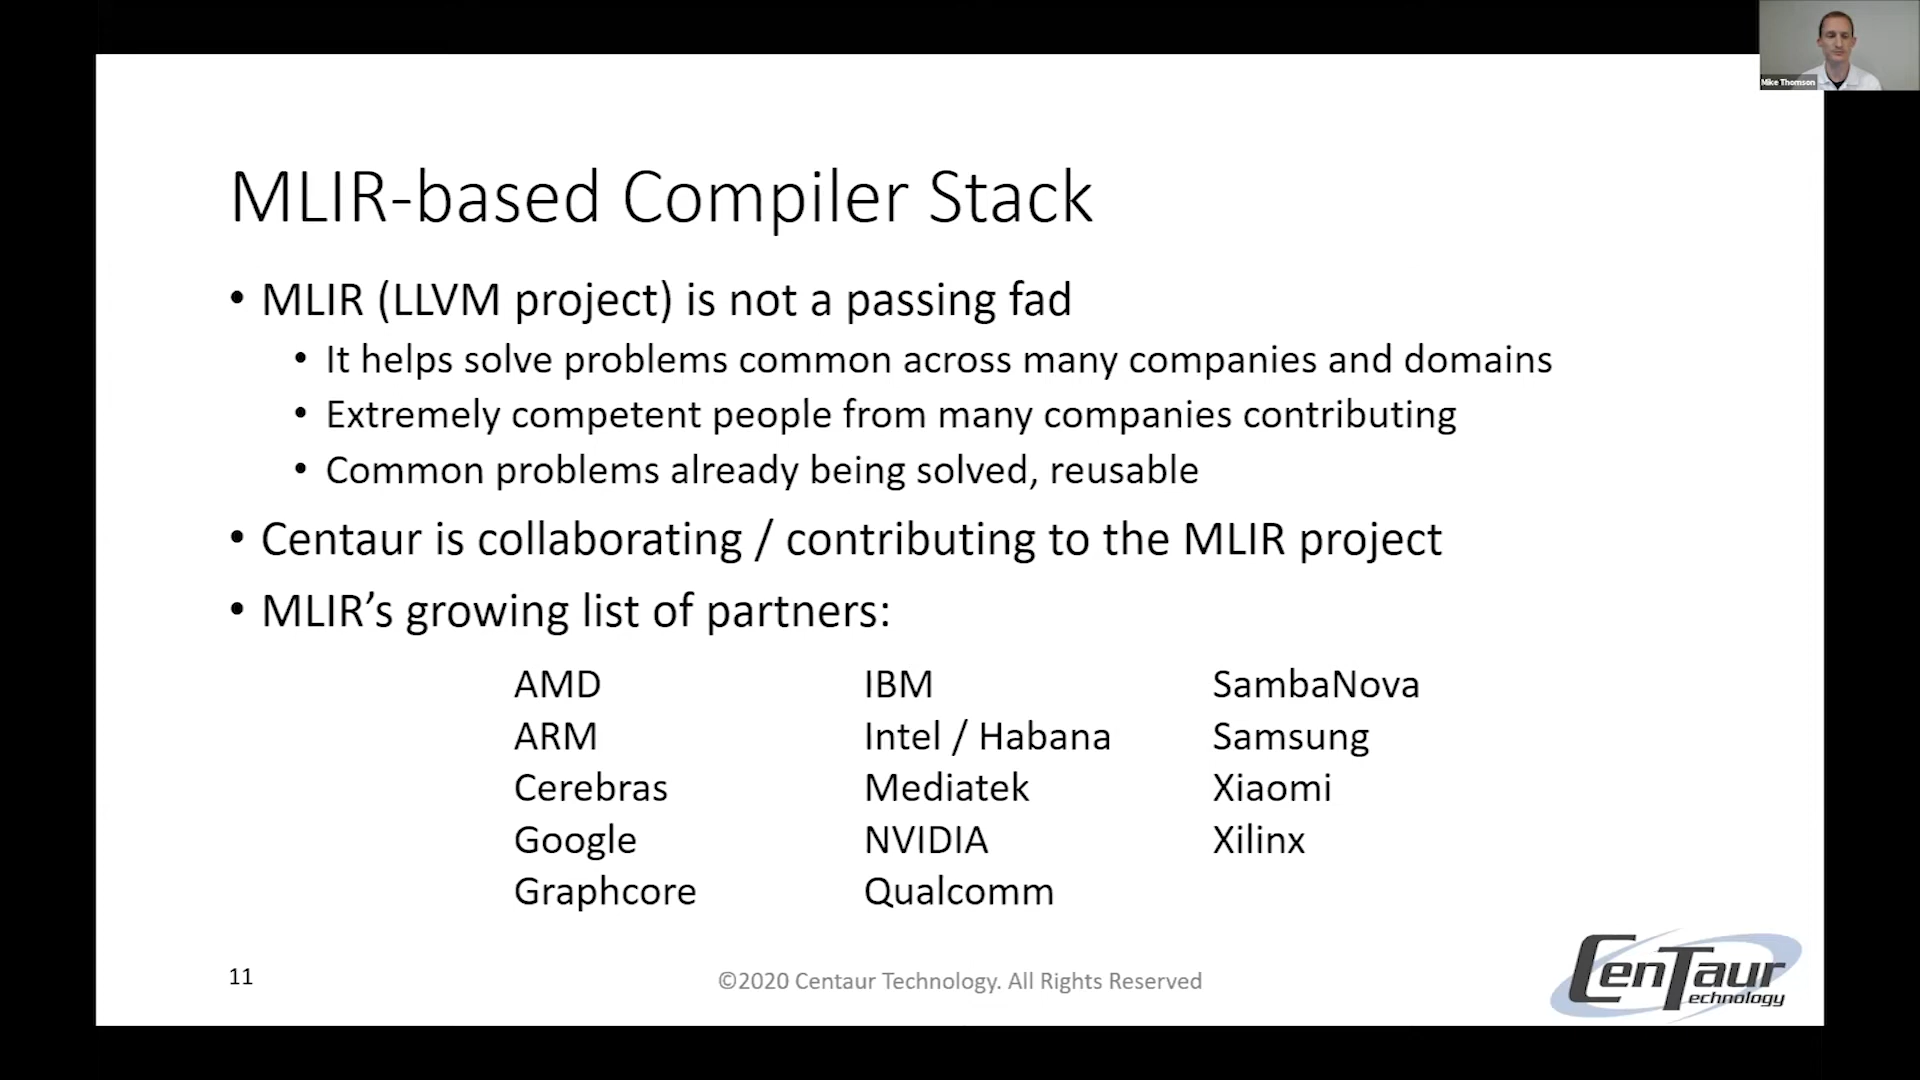 Mike Thomson
MLIR-based Compiler Stack
• MLIR (LLVM project) is not a passing fad
• It helps solve problems common across many companies and domains
• Extremely competent people from many companies contributing
• Common problems already being solved, reusable
• Centaur is collaborating / contributing to the MLIR project
• MLIR’s growing list of partners:
AMD
ARM
Cerebras
Google
Graphcore
IBM
Intel / Habana
Mediatek
NVIDIA
Qualcomm
SambaNova
Samsung
Xiaomi
Xilinx
11
©2020 Centaur Technology. All Rights Reserved
CenTaur
Technology